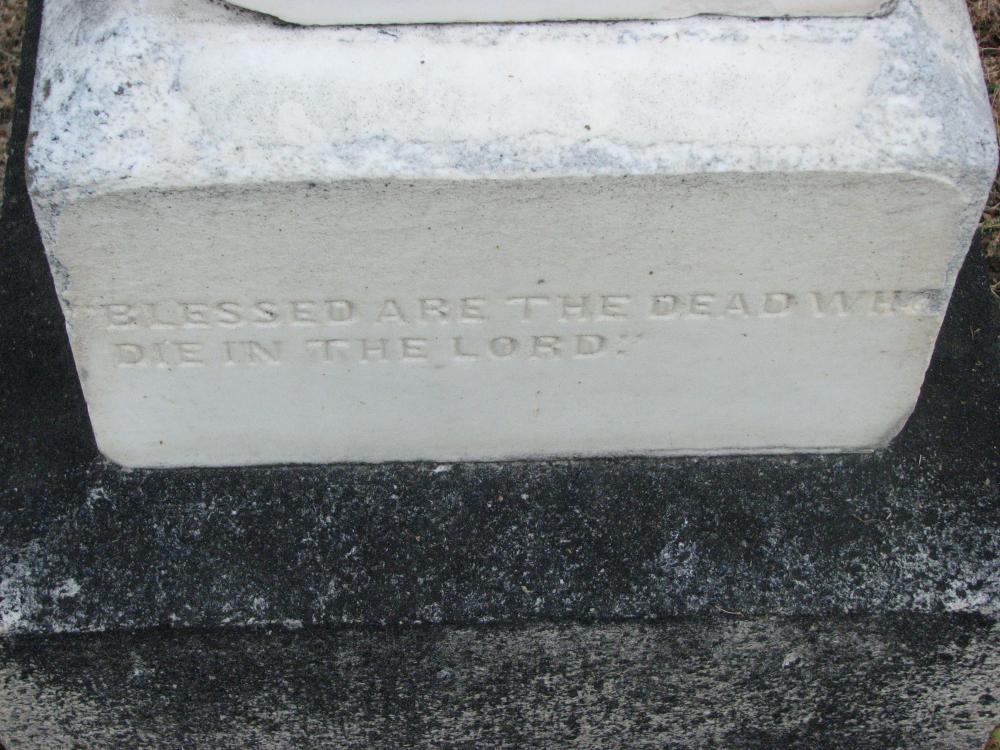 "BLESSED ARE THE DEAD WHO
DIE IN THE LORD."